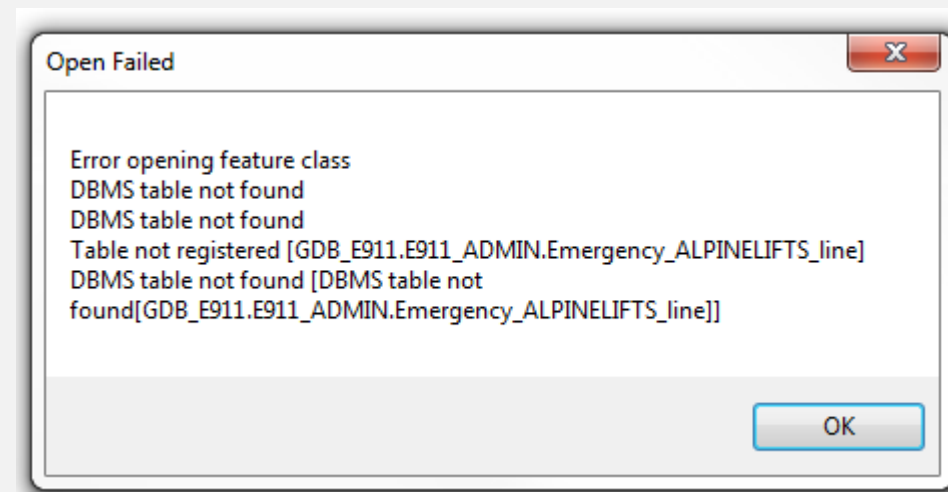 Open Failed
Error opening feature class
DBMS table not found
DBMS table not found
Table not registered [GDB_E911.E911_ADMIN.Emergency_ALPINELIFTS_line]
DBMS table not found [DBMS table not
found[GDB_E911.E911_ADMIN.Emergency_ALPINELIFTS_line]]
OK